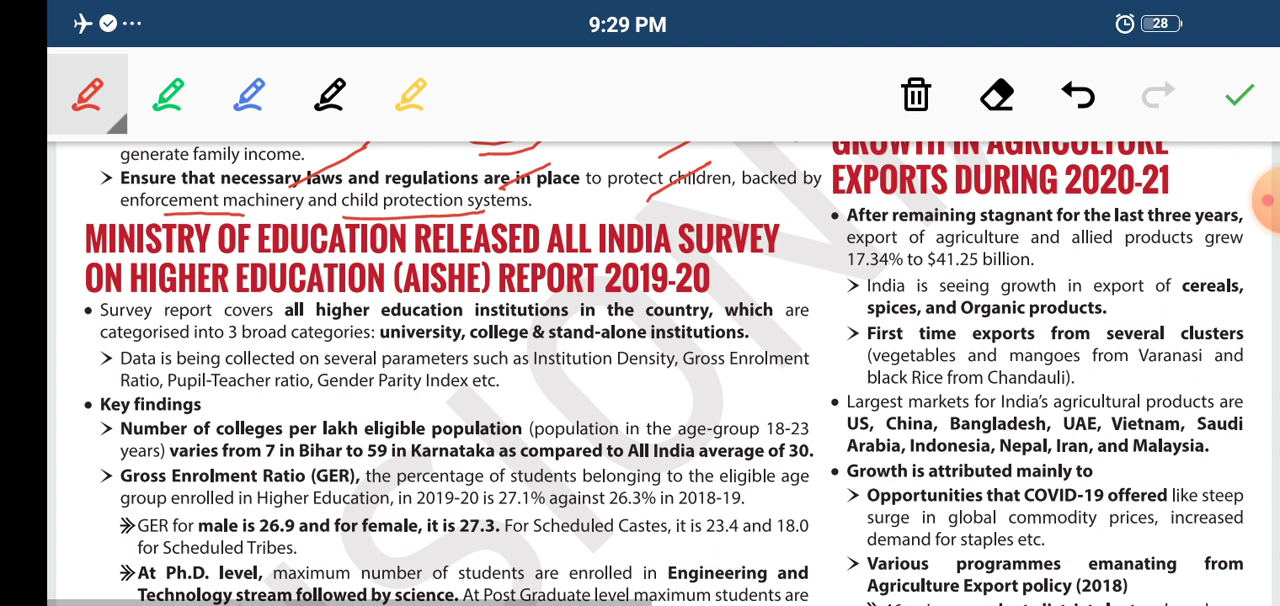 9:29 PM
28
generate family income.
➢ Ensure that necessary laws and regulations are in place to protect children, backed by
enforcement machinery and child protection systems.
MINISTRY OF EDUCATION RELEASED ALL INDIA SURVEY
ON HIGHER EDUCATION (AISHE) REPORT 2019-20
• Survey report covers all higher education institutions in the country, which are
categorised into 3 broad categories: university, college & stand-alone institutions.
➢ Data is being collected on several parameters such as Institution Density, Gross Enrolment
Ratio, Pupil-Teacher ratio, Gender Parity Index etc.
• Key findings
➢ Number of colleges per lakh eligible population (population in the age-group 18-23
years) varies from 7 in Bihar to 59 in Karnataka as compared to All India average of 30.
➢ Gross Enrolment Ratio (GER), the percentage of students belonging to the eligible age
group enrolled in Higher Education, in 2019-20 is 27.1% against 26.3% in 2018-19.
⨠ GER for male is 26.9 and for female, it is 27.3. For Scheduled Castes, it is 23.4 and 18.0
for Scheduled Tribes.
⨠ At Ph.D. level, maximum number of students are enrolled in Engineering and
Technology stream followed by science. At Post Graduate level maximum students are
GROWTH IN AGRICULTURE
EXPORTS DURING 2020-21
• After remaining stagnant for the last three years,
export of agriculture and allied products grew
17.34% to $41.25 billion.
➢ India is seeing growth in export of cereals,
spices, and Organic products.
➢ First time exports from several clusters
(vegetables and mangoes from Varanasi and
black Rice from Chandauli).
• Largest markets for India's agricultural products are
US, China, Bangladesh, UAE, Vietnam, Saudi
Arabia, Indonesia, Nepal, Iran, and Malaysia.
• Growth is attributed mainly to
➢ Opportunities that COVID-19 offered like steep
surge in global commodity prices, increased
demand for staples etc.
➢ Various programmes emanating from
Agriculture Export policy (2018)